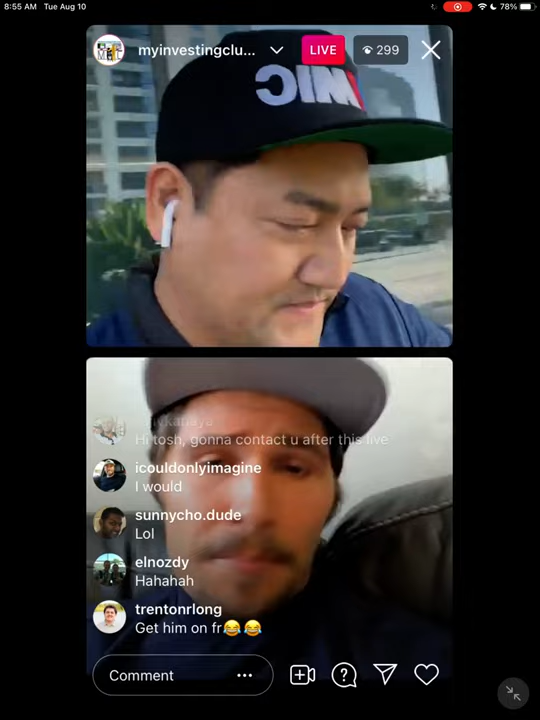 8:55 AM Tue Aug 10
78%
myinvestingclu...
LIVE
299
MIC
Hi tosh, gonna contact u after this live
icouldonlyimagine
I would
sunnycho.dude
Lol
elnozdy
Hahahah
trentonrlong
Get him on fr😂😂
Comment